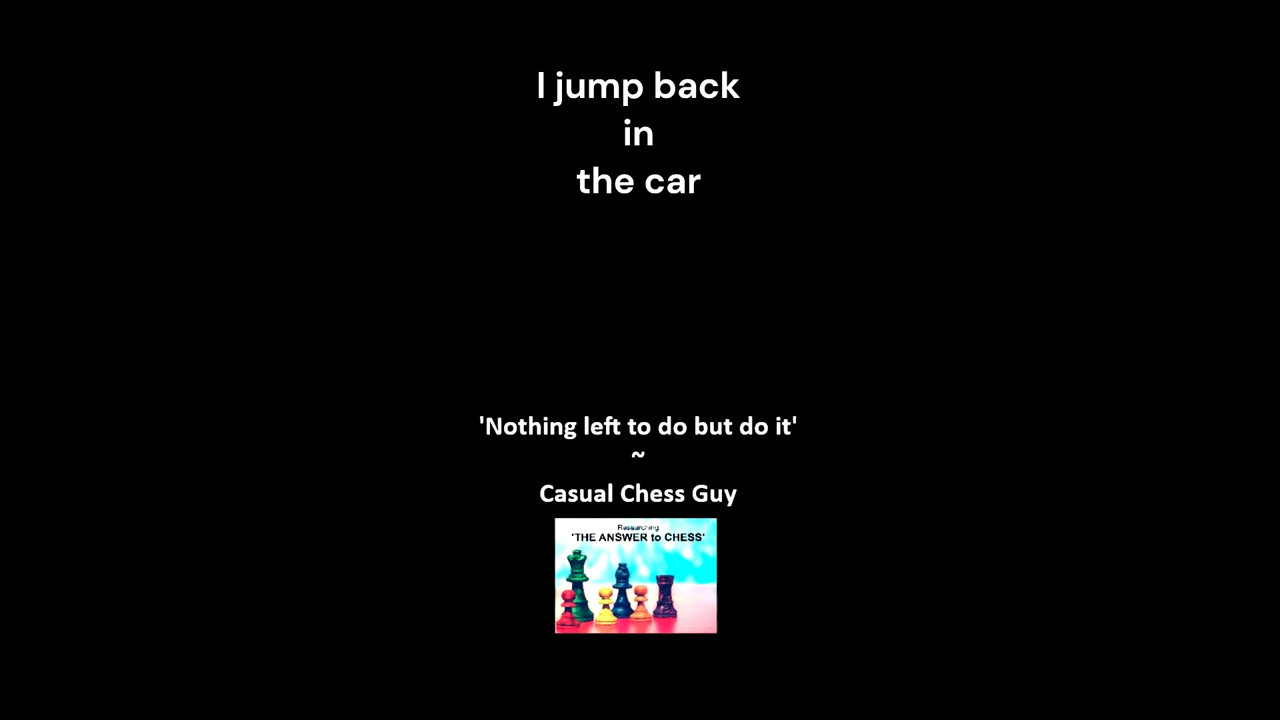 I jump back
in
the car
'Nothing left to do but do it'
~
Casual Chess Guy
Researching
'THE ANSWER to CHESS'